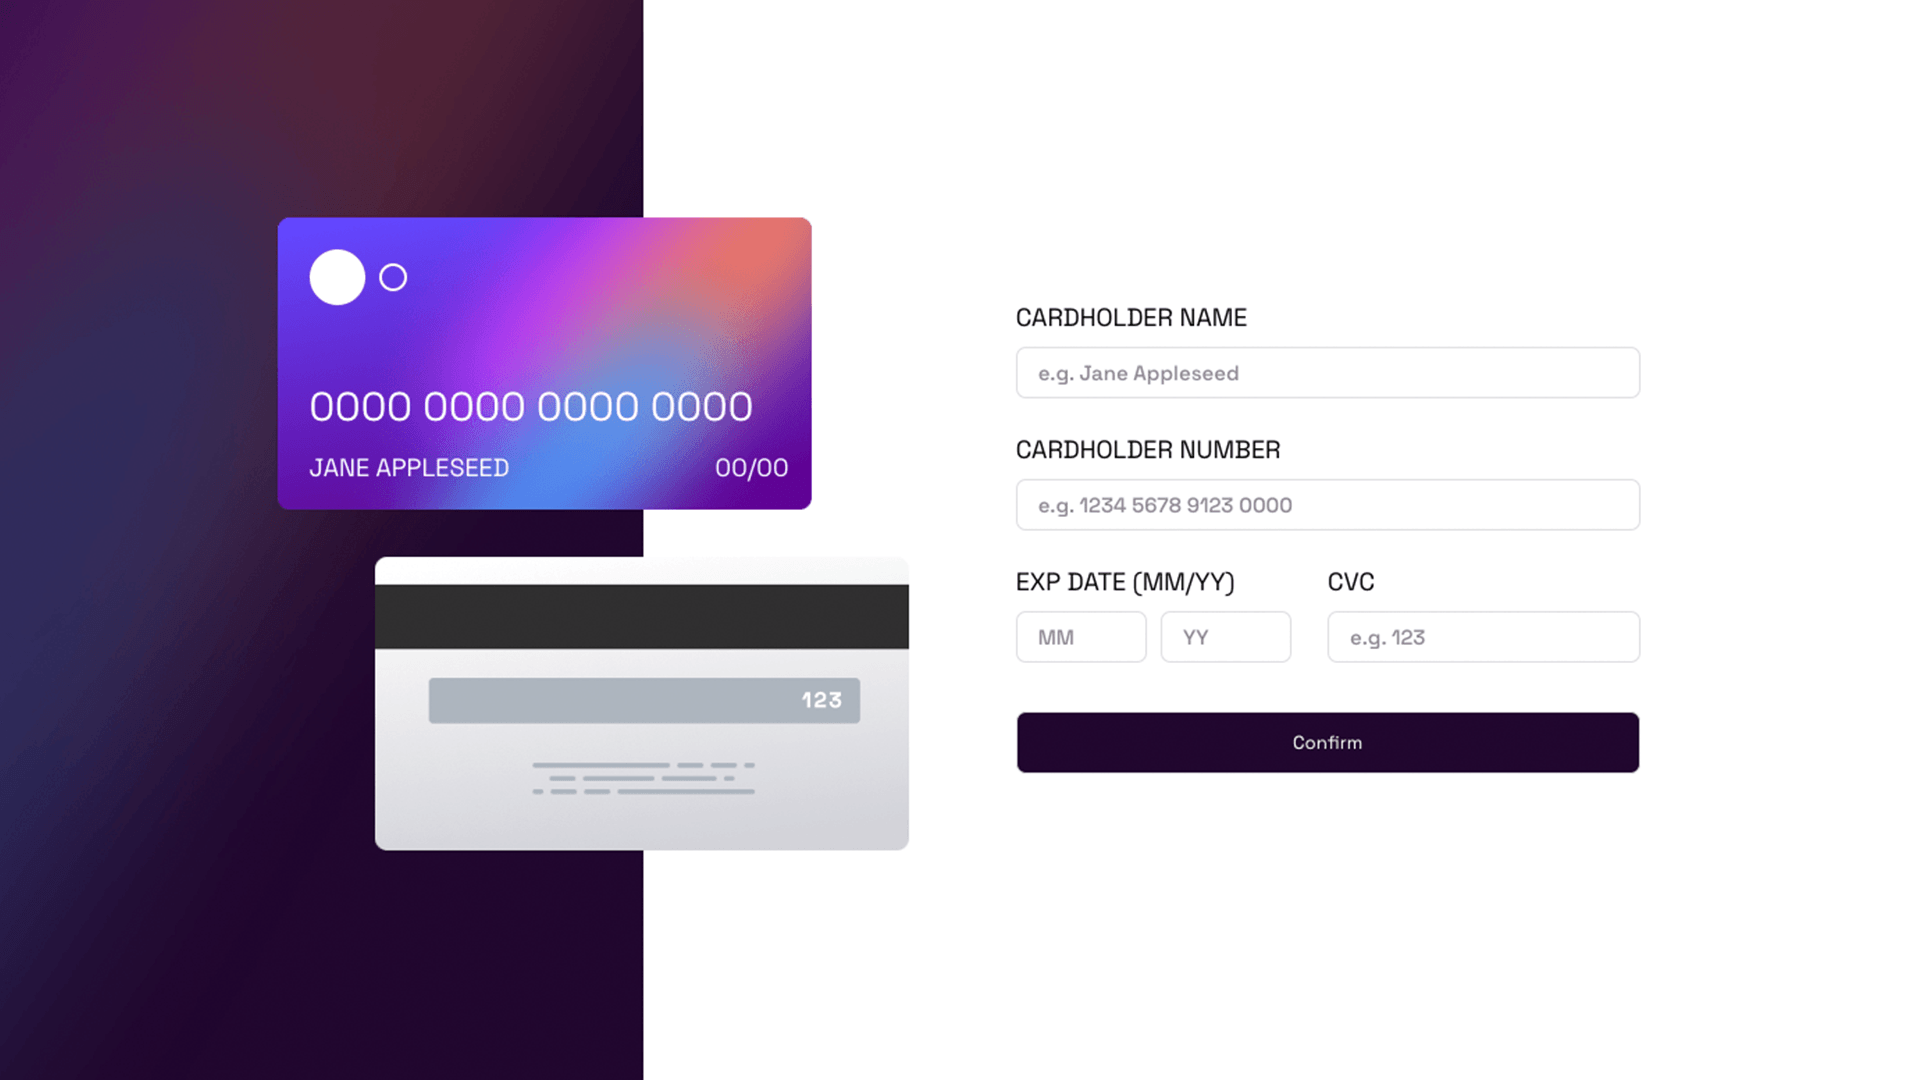 0000 0000 0000 0000
JANE APPLESEED 00/00
123
CARDHOLDER NAME
e.g. Jane Appleseed
CARDHOLDER NUMBER
e.g. 1234 5678 9123 0000
EXP DATE (MM/YY) CVC
MM YY e.g. 123
Confirm